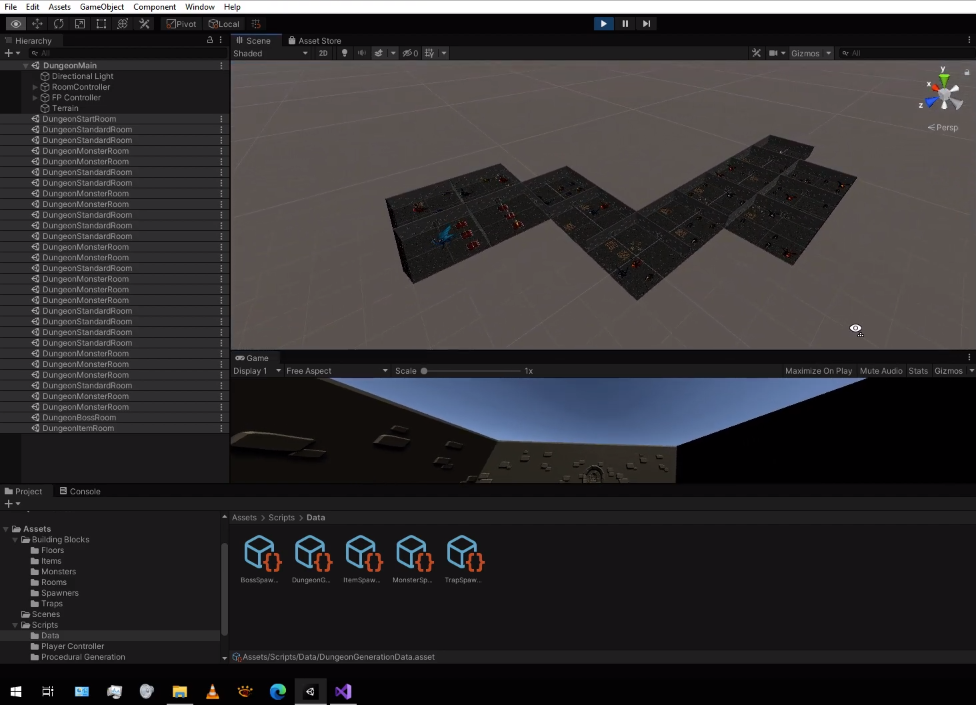 File Edit Assets GameObject Component Window Help
Pivot Local
Hierarchy
All
DungeonMain
Directional Light
RoomController
FP Controller
Terrain
DungeonStartRoom
DungeonStandardRoom
DungeonStandardRoom
DungeonMonsterRoom
DungeonMonsterRoom
DungeonStandardRoom
DungeonStandardRoom
DungeonMonsterRoom
DungeonMonsterRoom
DungeonStandardRoom
DungeonStandardRoom
DungeonStandardRoom
DungeonMonsterRoom
DungeonMonsterRoom
DungeonStandardRoom
DungeonMonsterRoom
DungeonMonsterRoom
DungeonMonsterRoom
DungeonStandardRoom
DungeonStandardRoom
DungeonStandardRoom
DungeonStandardRoom
DungeonMonsterRoom
DungeonMonsterRoom
DungeonMonsterRoom
DungeonStandardRoom
DungeonMonsterRoom
DungeonMonsterRoom
DungeonBossRoom
DungeonItemRoom
Scene Asset Store
Shaded 2D 0 Gizmos All
y
x
z
Persp
Game
Display 1 Free Aspect Scale 1x Maximize On Play Mute Audio Stats Gizmos
Project Console
Assets
Building Blocks
Floors
Items
Monsters
Rooms
Spawners
Traps
Scenes
Scripts
Data
Player Controller
Procedural Generation
Assets > Scripts > Data
BossSpaw... DungeonG... ItemSpaw... MonsterSp... TrapSpaw...
Assets/Scripts/Data/DungeonGenerationData.asset